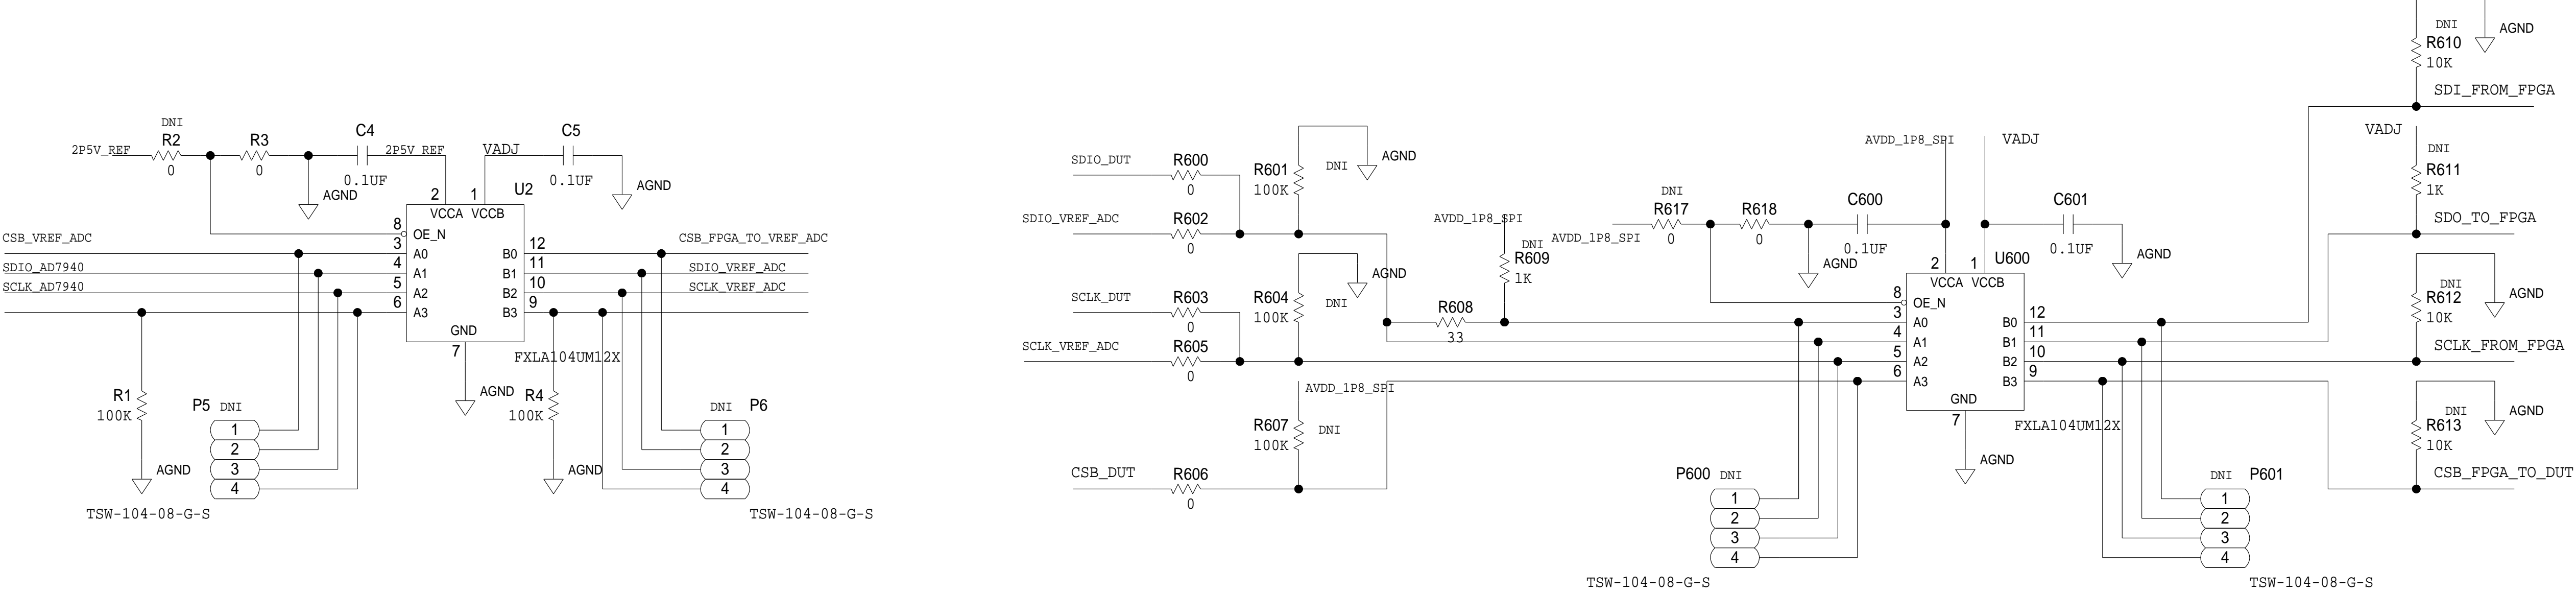 DNI
R2
0
2P5V_REF
R3
0
C4
0.1UF
2P5V_REF
AGND
VADJ
C5
0.1UF
AGND
2
1
U2
VCCA VCCB
8
OE_N
3
A0
4
A1
5
A2
6
A3
12
B0
11
B1
10
B2
9
B3
GND
7
FXLA104UM12X
AGND
CSB_VREF_ADC
SDIO_AD7940
SCLK_AD7940
CSB_FPGA_TO_VREF_ADC
SDIO_VREF_ADC
SCLK_VREF_ADC
R1
100K
AGND
P5
DNI
1
2
3
4
TSW-104-08-G-S
R4
100K
AGND
DNI
P6
1
2
3
4
TSW-104-08-G-S
SDIO_DUT
R600
0
SDIO_VREF_ADC
R602
0
R601
100K
DNI
AGND
SCLK_DUT
R603
0
SCLK_VREF_ADC
R605
0
R604
100K
DNI
AGND
AVDD_1P8_SPI
R607
100K
DNI
CSB_DUT
R606
0
R608
33
AVDD_1P8_SPI
DNI
R609
1K
AVDD_1P8_SPI
DNI
R617
0
R618
0
AGND
C600
0.1UF
AVDD_1P8_SPI
VADJ
C601
0.1UF
AGND
2
1
U600
VCCA VCCB
8
OE_N
3
A0
4
A1
5
A2
6
A3
12
B0
11
B1
10
B2
9
B3
GND
7
FXLA104UM12X
AGND
P600
DNI
1
2
3
4
TSW-104-08-G-S
DNI
P601
1
2
3
4
TSW-104-08-G-S
DNI
R610
10K
AGND
SDI_FROM_FPGA
VADJ
DNI
R611
1K
SDO_TO_FPGA
DNI
R612
10K
AGND
SCLK_FROM_FPGA
DNI
R613
10K
AGND
CSB_FPGA_TO_DUT